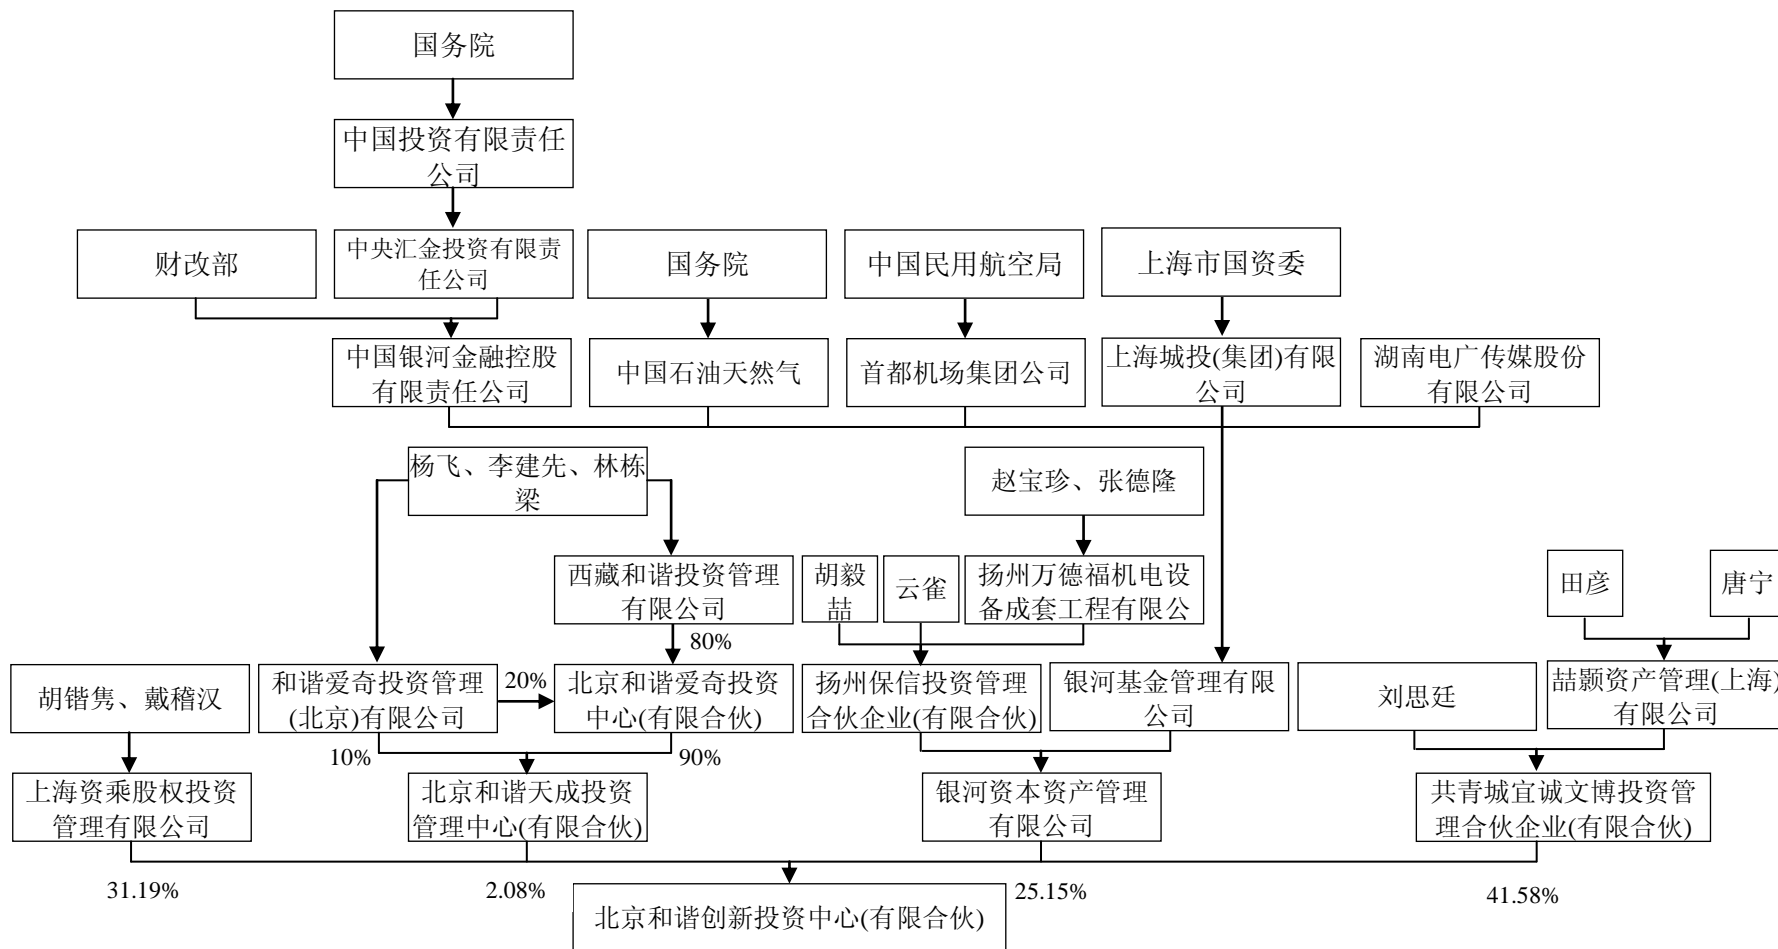 国务院
中国投资有限责任
公司
财改部
中央汇金投资有限责
任公司
国务院
中国民用航空局
上海市国资委
中国银河金融控股
有限责任公司
中国石油天然气
首都机场集团公司
上海城投(集团)有限
公司
湖南电广传媒股份
有限公司
杨飞、李建先、林栋
梁
赵宝珍、张德隆
西藏和谐投资管理
有限公司
胡毅
喆
云雀
扬州万德福机电设
备成套工程有限公
田彦
唐宁
80%
胡锴隽、戴稽汉
和谐爱奇投资管理
(北京)有限公司
20%
北京和谐爱奇投资
中心(有限合伙)
扬州保信投资管理
合伙企业(有限合伙)
银河基金管理有限
公司
刘思廷
喆颢资产管理(上海)
有限公司
10%
90%
上海资乘股权投资
管理有限公司
北京和谐天成投资
管理中心(有限合伙)
银河资本资产管理
有限公司
共青城宜诚文博投资管
理合伙企业(有限合伙)
31.19%
2.08%
25.15%
41.58%
北京和谐创新投资中心(有限合伙)